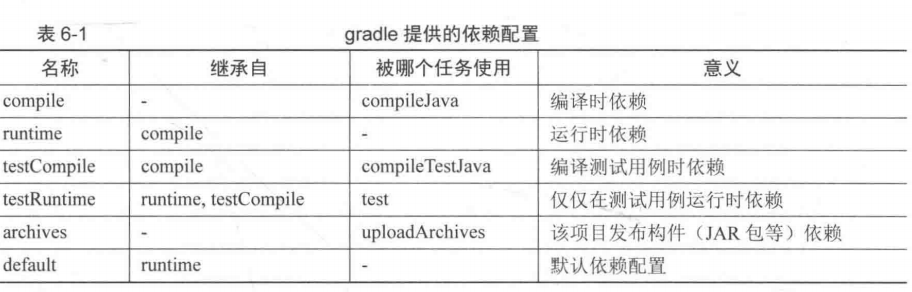 表 6-1 gradle 提供的依赖配置
名称 继承自 被哪个任务使用 意义
compile - compileJava 编译时依赖
runtime compile - 运行时依赖
testCompile compile compileTestJava 编译测试用例时依赖
testRuntime runtime, testCompile test 仅仅在测试用例运行时依赖
archives - uploadArchives 该项目发布构件（JAR 包等）依赖
default runtime - 默认依赖配置